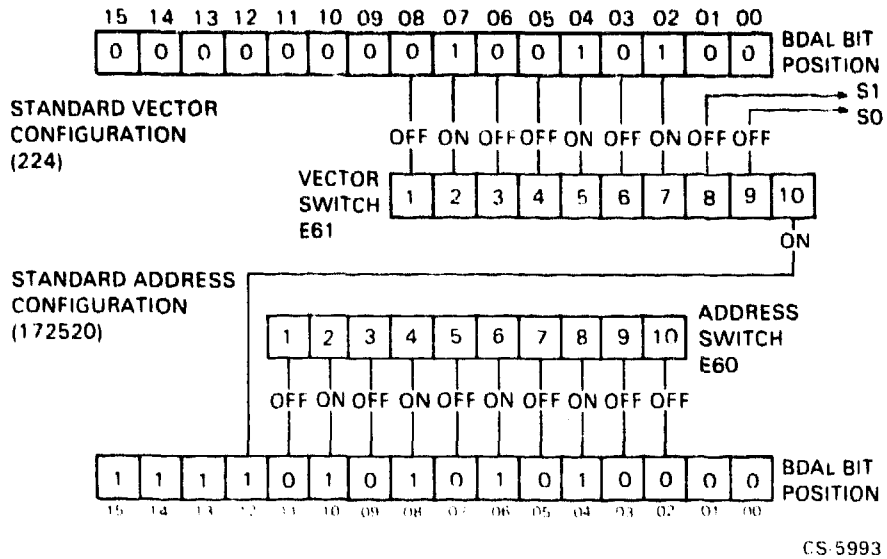 15 14 13 12 11 10 09 08 07 06 05 04 03 02 01 00
0 0 0 0 0 0 0 0 1 0 0 1 0 1 0 0
BDAL BIT
POSITION
S1
S0
STANDARD VECTOR
CONFIGURATION
(224)
OFF ON OFF OFF ON OFF ON OFF OFF
VECTOR
SWITCH
E61
1 2 3 4 5 6 7 8 9 10
ON
STANDARD ADDRESS
CONFIGURATION
(172520)
1 2 3 4 5 6 7 8 9 10
ADDRESS
SWITCH
E60
OFF ON OFF ON OFF ON OFF ON OFF OFF
1 1 1 1 0 1 0 1 0 1 0 1 0 0 0 0
BDAL BIT
POSITION
15 14 13 12 11 10 09 08 07 06 05 04 03 02 01 00
CS-5993